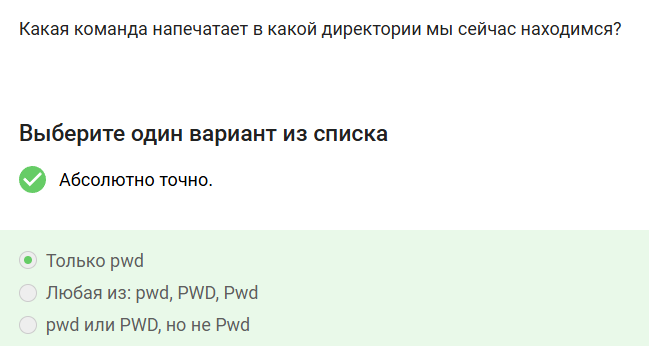 Какая команда напечатает в какой директории мы сейчас находимся?
Выберите один вариант из списка
Абсолютно точно.
Только pwd
Любая из: pwd, PWD, Pwd
pwd или PWD, но не Pwd